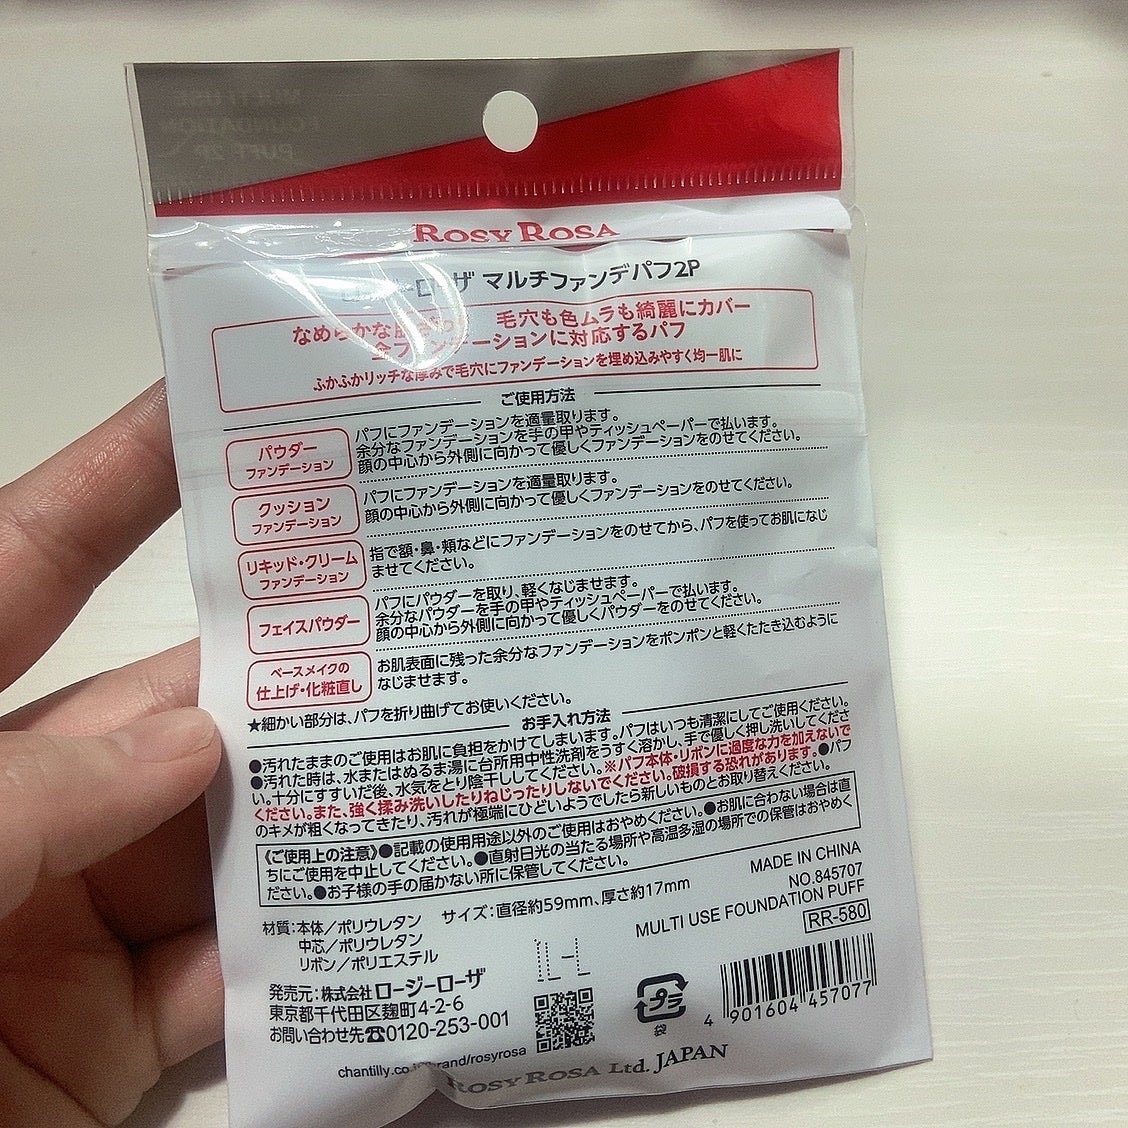 ROSY ROSA
ローザ マルチファンデパフ2P
なめらかな肌 毛穴も色ムラも綺麗にカバー
全ファンデーションに対応するパフ
ふかふかリッチな厚みで毛穴にファンデーションを埋め込みやすく均一肌に
ご使用方法
パウダー
ファンデーション
パフにファンデーションを適量取ります。
余分なファンデーションを手の甲やティッシュペーパーで払います。
顔の中心から外側に向かって優しくファンデーションをのせてください。
クッション
ファンデーション
パフにファンデーションを適量取ります。
顔の中心から外側に向かって優しくファンデーションをのせてください。
リキッド・クリーム
ファンデーション
指で額・鼻・頬などにファンデーションをのせてから、パフを使ってお肌になじ
ませてください。
フェイスパウダー
パフにパウダーを取り、軽くなじませます。
余分なパウダーを手の甲やティッシュペーパーで払います。
顔の中心から外側に向かって優しくパウダーをのせてください。
ベースメイクの
仕上げ・化粧直し
お肌表面に残った余分なファンデーションをポンポンと軽くたたき込むように
なじませます。
★細かい部分は、パフを折り曲げてお使いください。
お手入れ方法
●汚れたままのご使用はお肌に負担をかけてしまいます。パフはいつも清潔にしてご使用ください。
●汚れた時は、水またはぬるま湯に台所用中性洗剤をうすく溶かし、手で優しく押し洗いしてくださ
い。十分にすすいだ後、水気をとり陰干ししてください。※パフ本体・リボンに過度な力を加えないで
ください。また、強く揉み洗いしたりねじったりしないでください。破損する恐れがあります。●パフ
のキメが粗くなってきたり、汚れが極端にひどいようでしたら新しいものとお取り替えください。
《ご使用上の注意》●記載の使用用途以外のご使用はおやめください。●お肌に合わない場合は直
ちにご使用を中止してください。●直射日光の当たる場所や高温多湿の場所での保管はおやめく
ださい。●お子様の手の届かない所に保管してください。
材質:本体/ポリウレタン
中芯/ポリウレタン
リボン/ポリエステル
サイズ:直径約59mm、厚さ約17mm
MADE IN CHINA
NO.845707
MULTI USE FOUNDATION PUFF
RR-580
発売元:株式会社ロージーローザ
東京都千代田区麹町4-2-6
お問い合わせ先☎0120-253-001
プラ
袋
4 901604 457077
ROSY ROSA Ltd. JAPAN